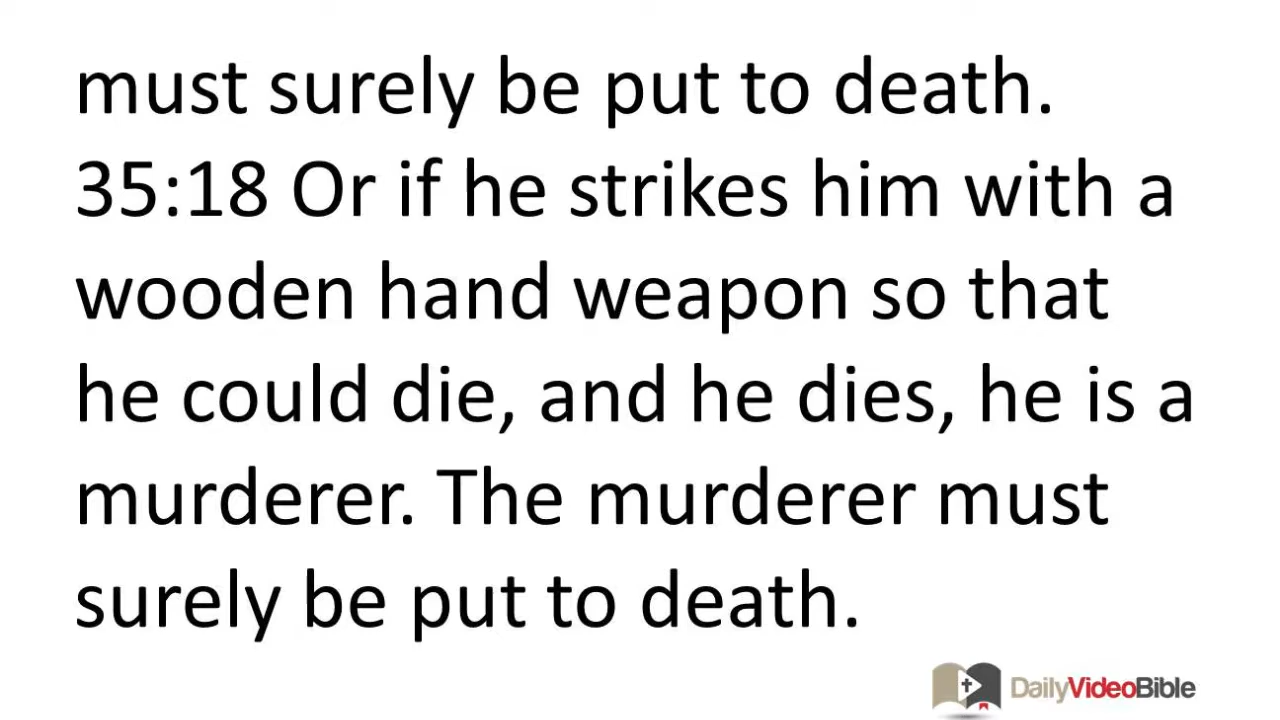 must surely be put to death.
35:18 Or if he strikes him with a
wooden hand weapon so that
he could die, and he dies, he is a
murderer. The murderer must
surely be put to death.
DailyVideoBible